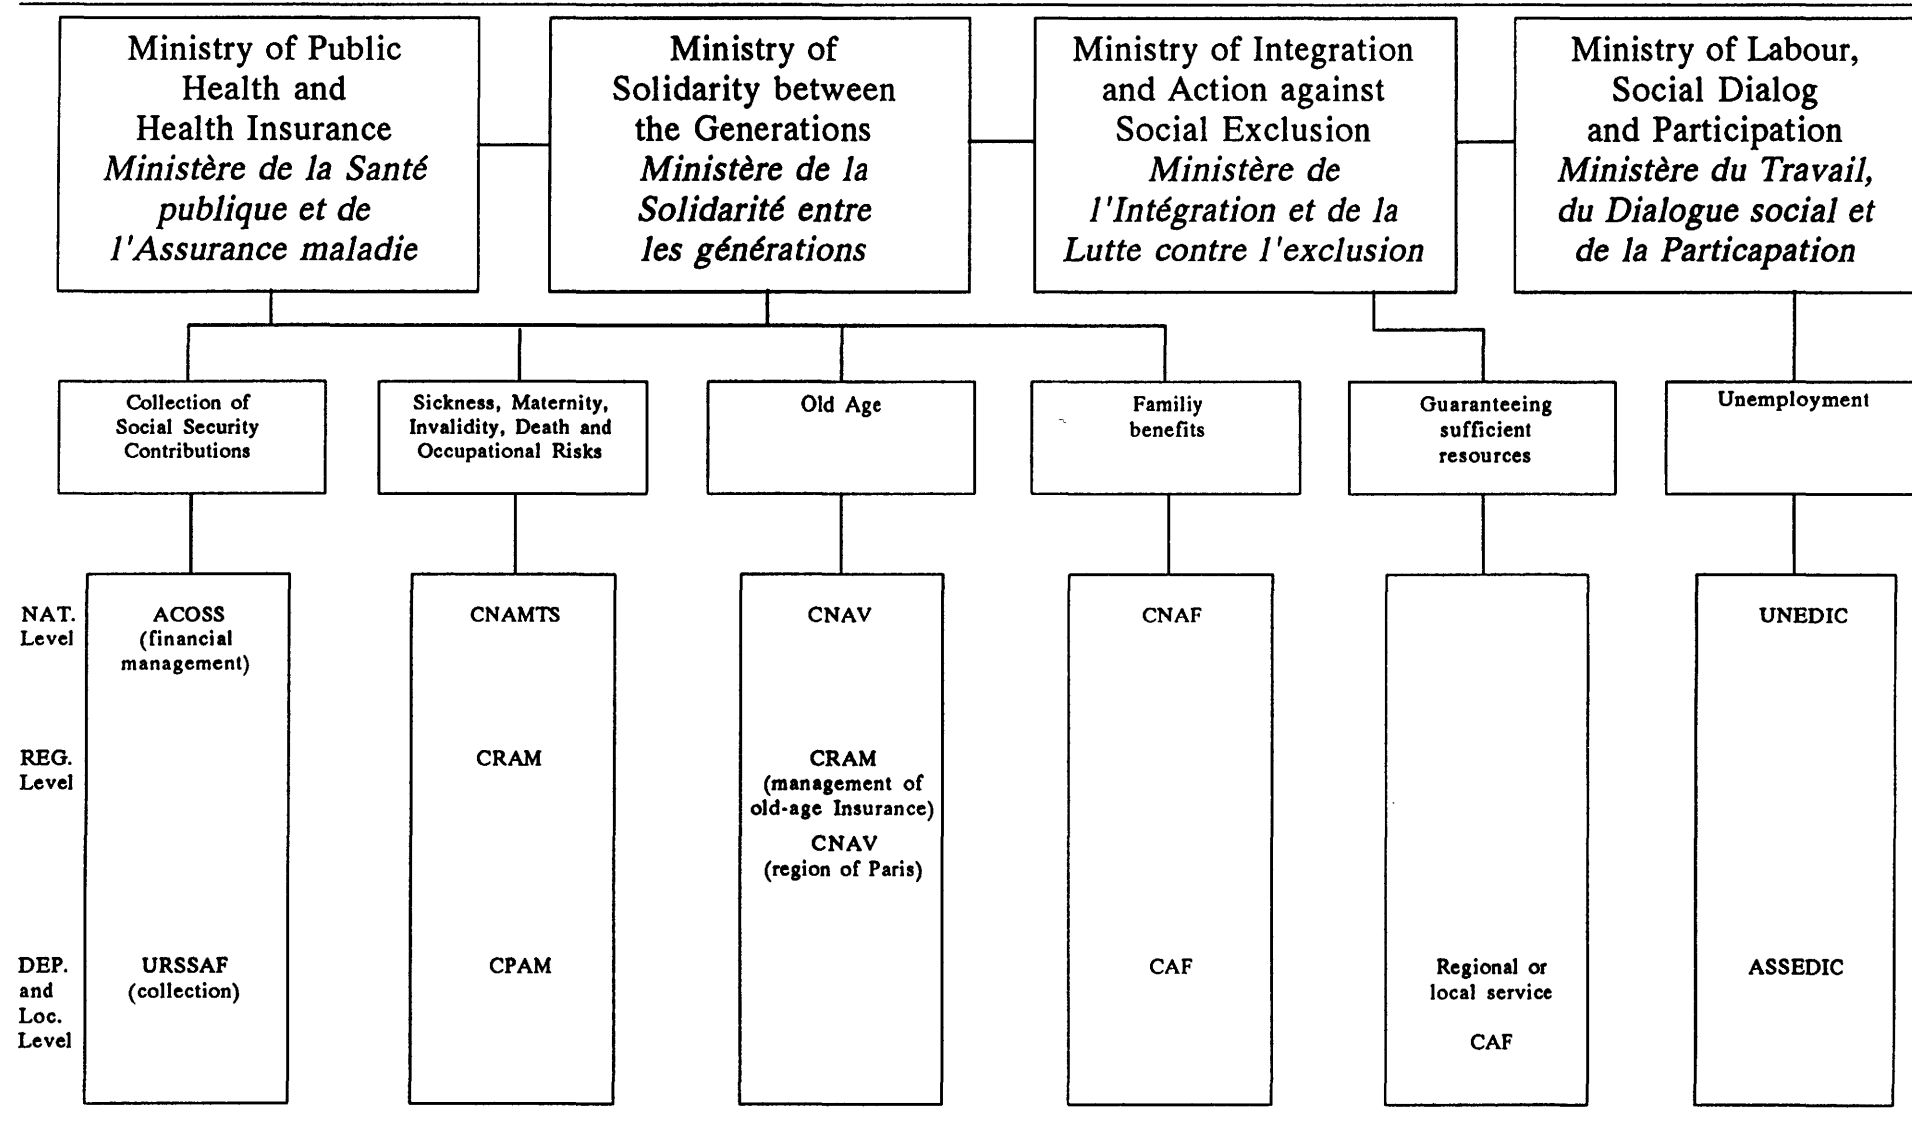 Ministry of Public
Health and
Health Insurance
Ministère de la Santé
publique et de
l'Assurance maladie
Ministry of
Solidarity between
the Generations
Ministère de la
Solidarité entre
les générations
Ministry of Integration
and Action against
Social Exclusion
Ministère de
l'Intégration et de la
Lutte contre l'exclusion
Ministry of Labour,
Social Dialog
and Participation
Ministère du Travail,
du Dialogue social et
de la Particapation
Collection of
Social Security
Contributions
Sickness, Maternity,
Invalidity, Death and
Occupational Risks
Old Age
Familiy
benefits
Guaranteeing
sufficient
resources
Unemployment
NAT.
Level
ACOSS
(financial
management)
CNAMTS
CNAV
CNAF
UNEDIC
REG.
Level
CRAM
CRAM
(management of
old-age Insurance)
CNAV
(region of Paris)
DEP.
and
Loc.
Level
URSSAF
(collection)
CPAM
CAF
Regional or
local service
CAF
ASSEDIC